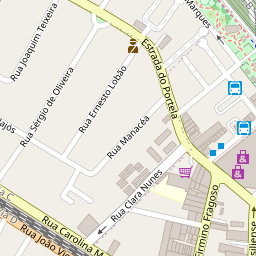 Rua Joaquim Teixeira
Marques
Estrada do Portela
Rua Sérgio de Oliveira
Rua Ernesto Lobão
Rua Manacéa
Rua Clara Nunes
Rua Carolina M
Rua João Vi
irmino Fragoso